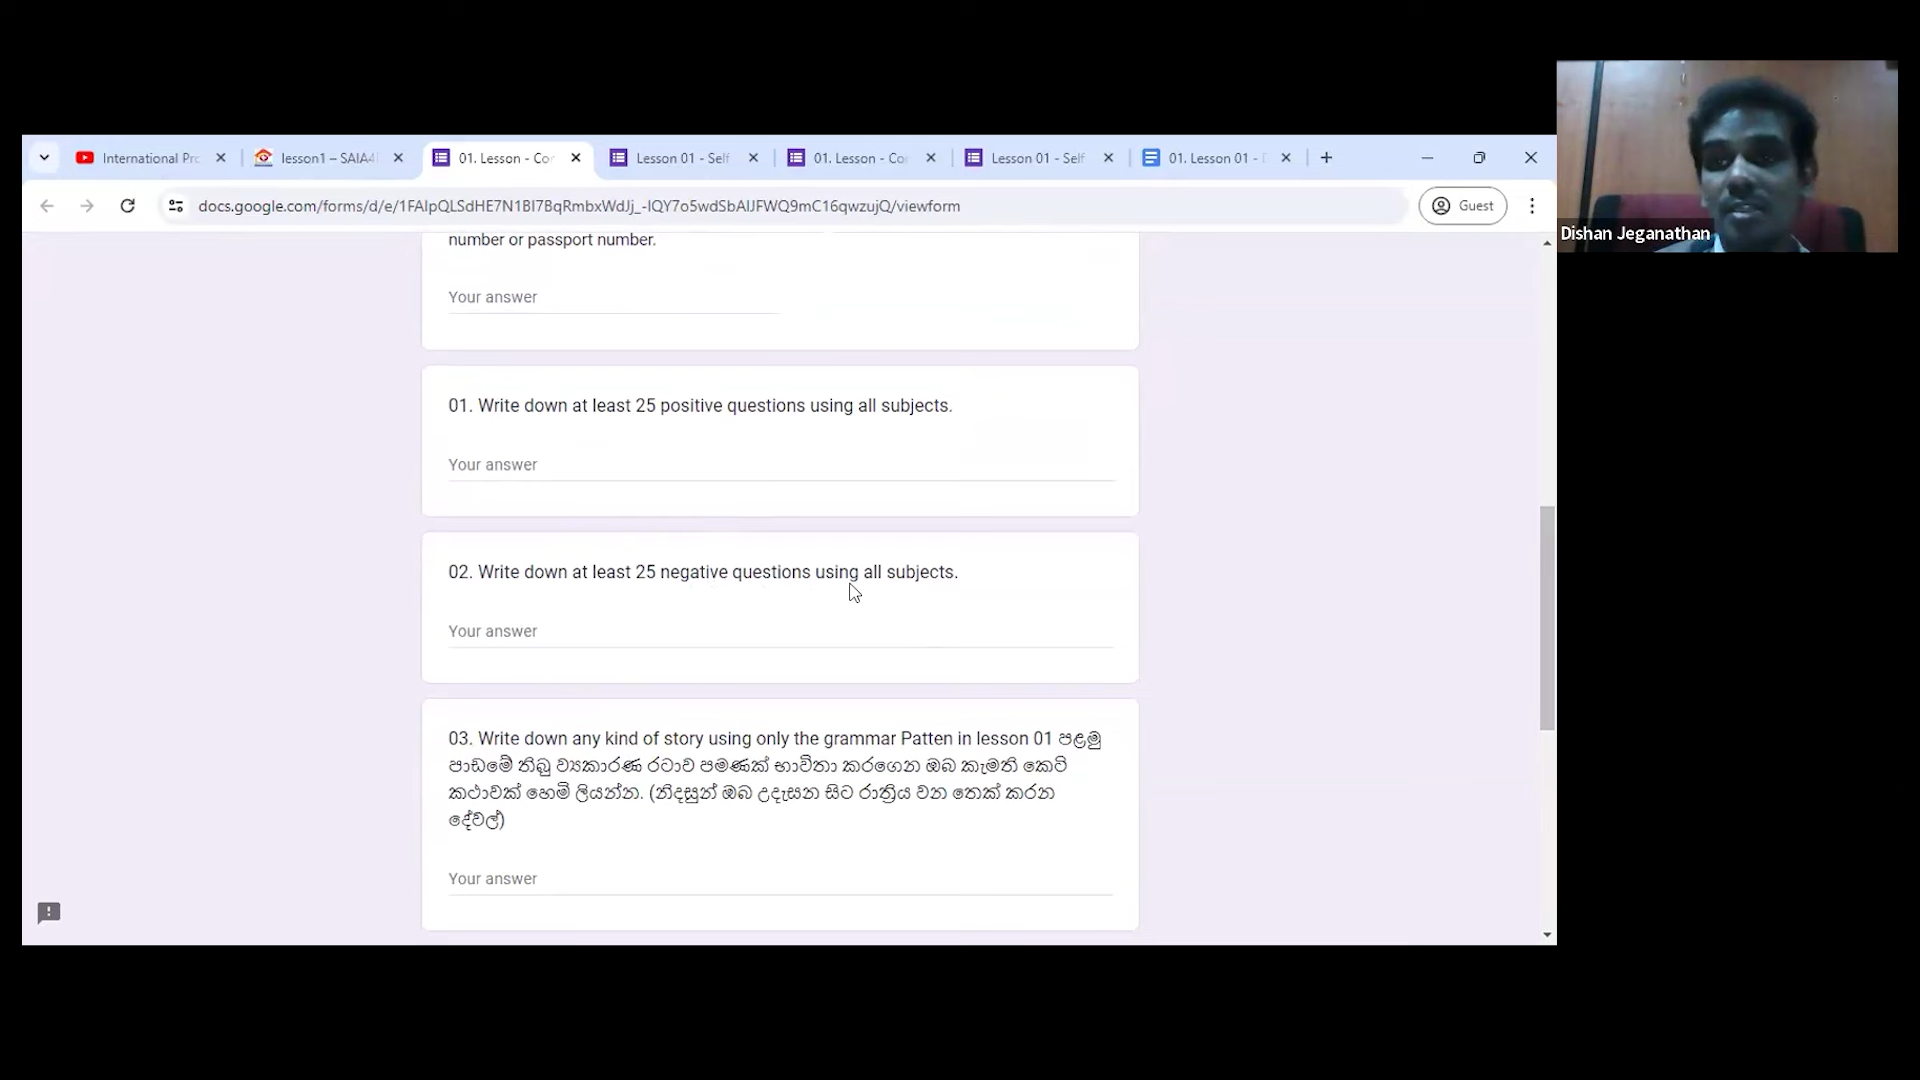 International Pr
lesson1 – SAIA4
01. Lesson - Co
Lesson 01 - Self
01. Lesson - Co
Lesson 01 - Self
01. Lesson 01 -
docs.google.com/forms/d/e/1FAIpQLSdHE7N1BI7BqRmbxWdJj_-IQY7o5wdSbAIJFWQ9mC16qwzujQ/viewform
Guest
Dishan Jeganathan
number or passport number.
Your answer
01. Write down at least 25 positive questions using all subjects.
Your answer
02. Write down at least 25 negative questions using all subjects.
Your answer
03. Write down any kind of story using only the grammar Patten in lesson 01 පළමු
පාඩමේ තිබු ව්‍යකාරණ රටාව පමණක් භාවිතා කරගෙන ඔබ කැමති කෙටි
කථාවක් හෙමි ලියන්න. (නිදසුන් ඔබ උදැසන සිට රාත්‍රිය වන තෙක් කරන
දේවල්)
Your answer